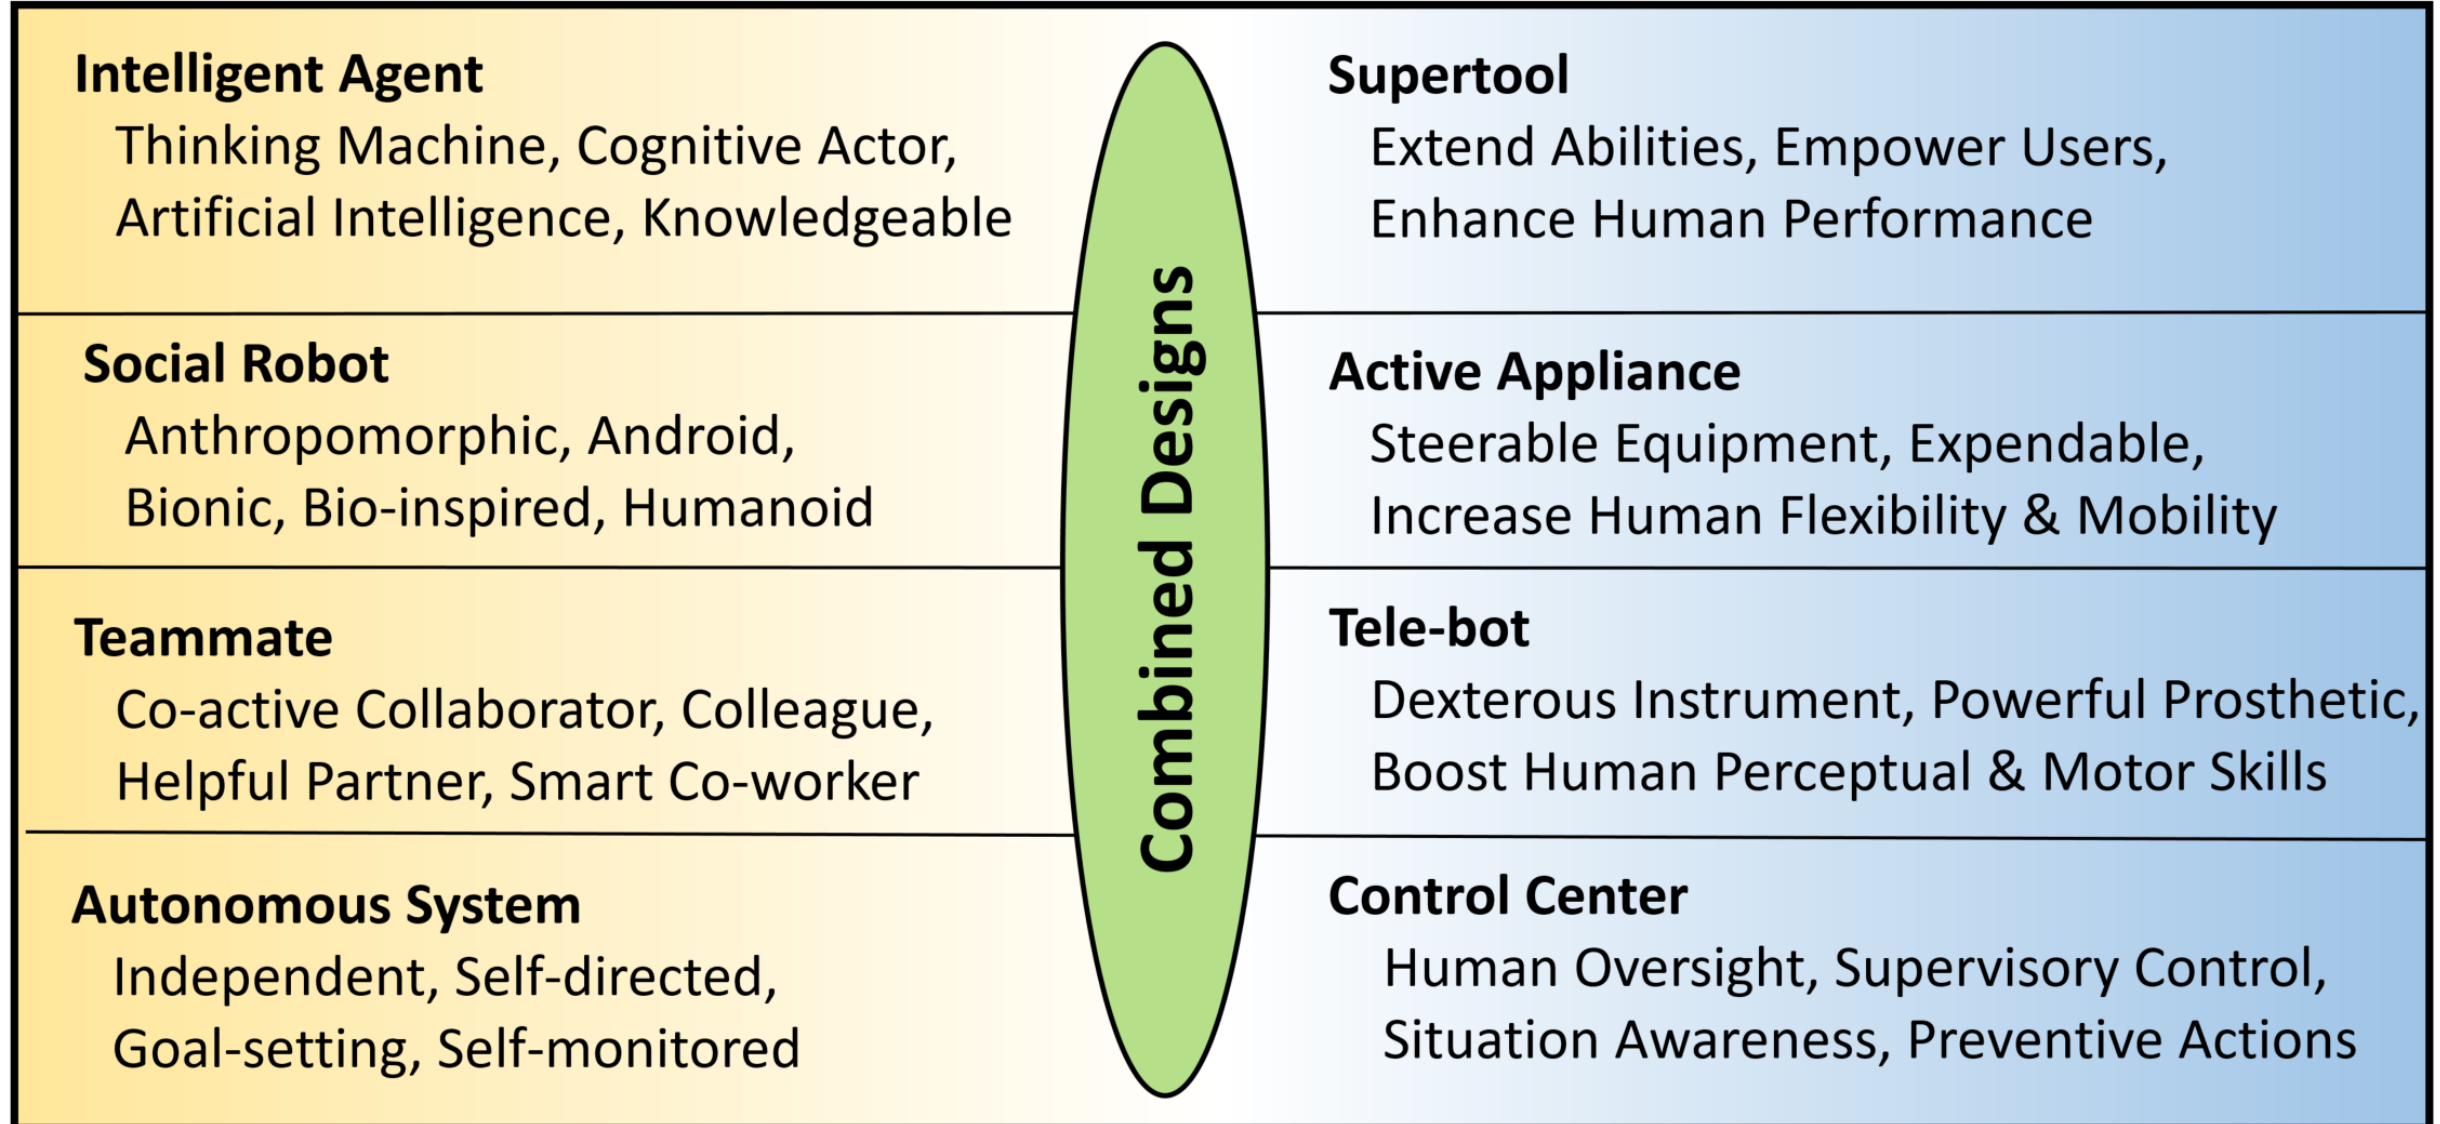 Intelligent Agent
Thinking Machine, Cognitive Actor,
Artificial Intelligence, Knowledgeable
Social Robot
Anthropomorphic, Android,
Bionic, Bio-inspired, Humanoid
Teammate
Co-active Collaborator, Colleague,
Helpful Partner, Smart Co-worker
Autonomous System
Independent, Self-directed,
Goal-setting, Self-monitored
Combined Designs
Supertool
Extend Abilities, Empower Users,
Enhance Human Performance
Active Appliance
Steerable Equipment, Expendable,
Increase Human Flexibility & Mobility
Tele-bot
Dexterous Instrument, Powerful Prosthetic,
Boost Human Perceptual & Motor Skills
Control Center
Human Oversight, Supervisory Control,
Situation Awareness, Preventive Actions